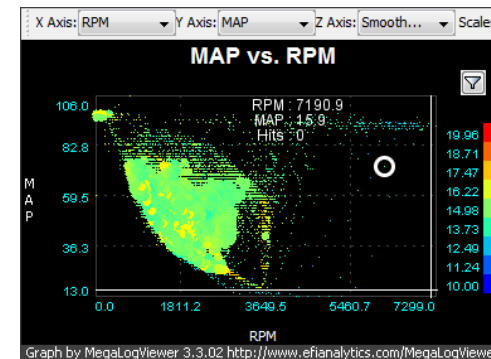 X Axis: RPM Y Axis: MAP Z Axis: Smooth... Scale
MAP vs. RPM
RPM : 7190.9
MAP : 15.9
Hits : 0
106.0
82.8
59.5
36.3
13.0
MAP
19.96
18.71
17.47
16.22
14.98
13.73
12.49
11.24
10.00
0.0 1811.2 3649.5 5460.7 7299.0
RPM
Graph by MegaLogViewer 3.3.02 http://www.efianalytics.com/MegaLogViewe